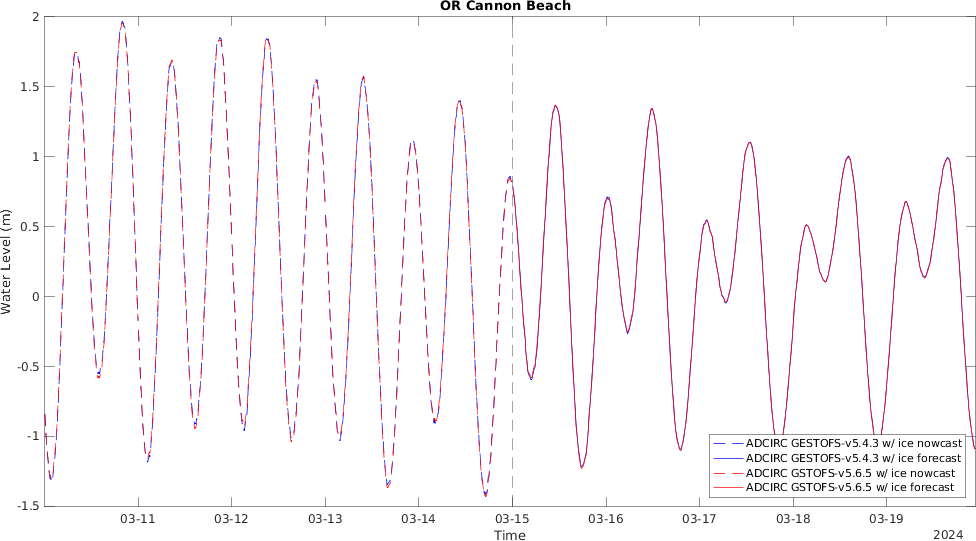 OR Cannon Beach
Water Level (m)
2
1.5
1
0.5
0
-0.5
-1
-1.5
03-11 03-12 03-13 03-14 03-15 03-16 03-17 03-18 03-19
Time
2024
ADCIRC GESTOFS-v5.4.3 w/ ice nowcast
ADCIRC GESTOFS-v5.4.3 w/ ice forecast
ADCIRC GSTOFS-v5.6.5 w/ ice nowcast
ADCIRC GSTOFS-v5.6.5 w/ ice forecast